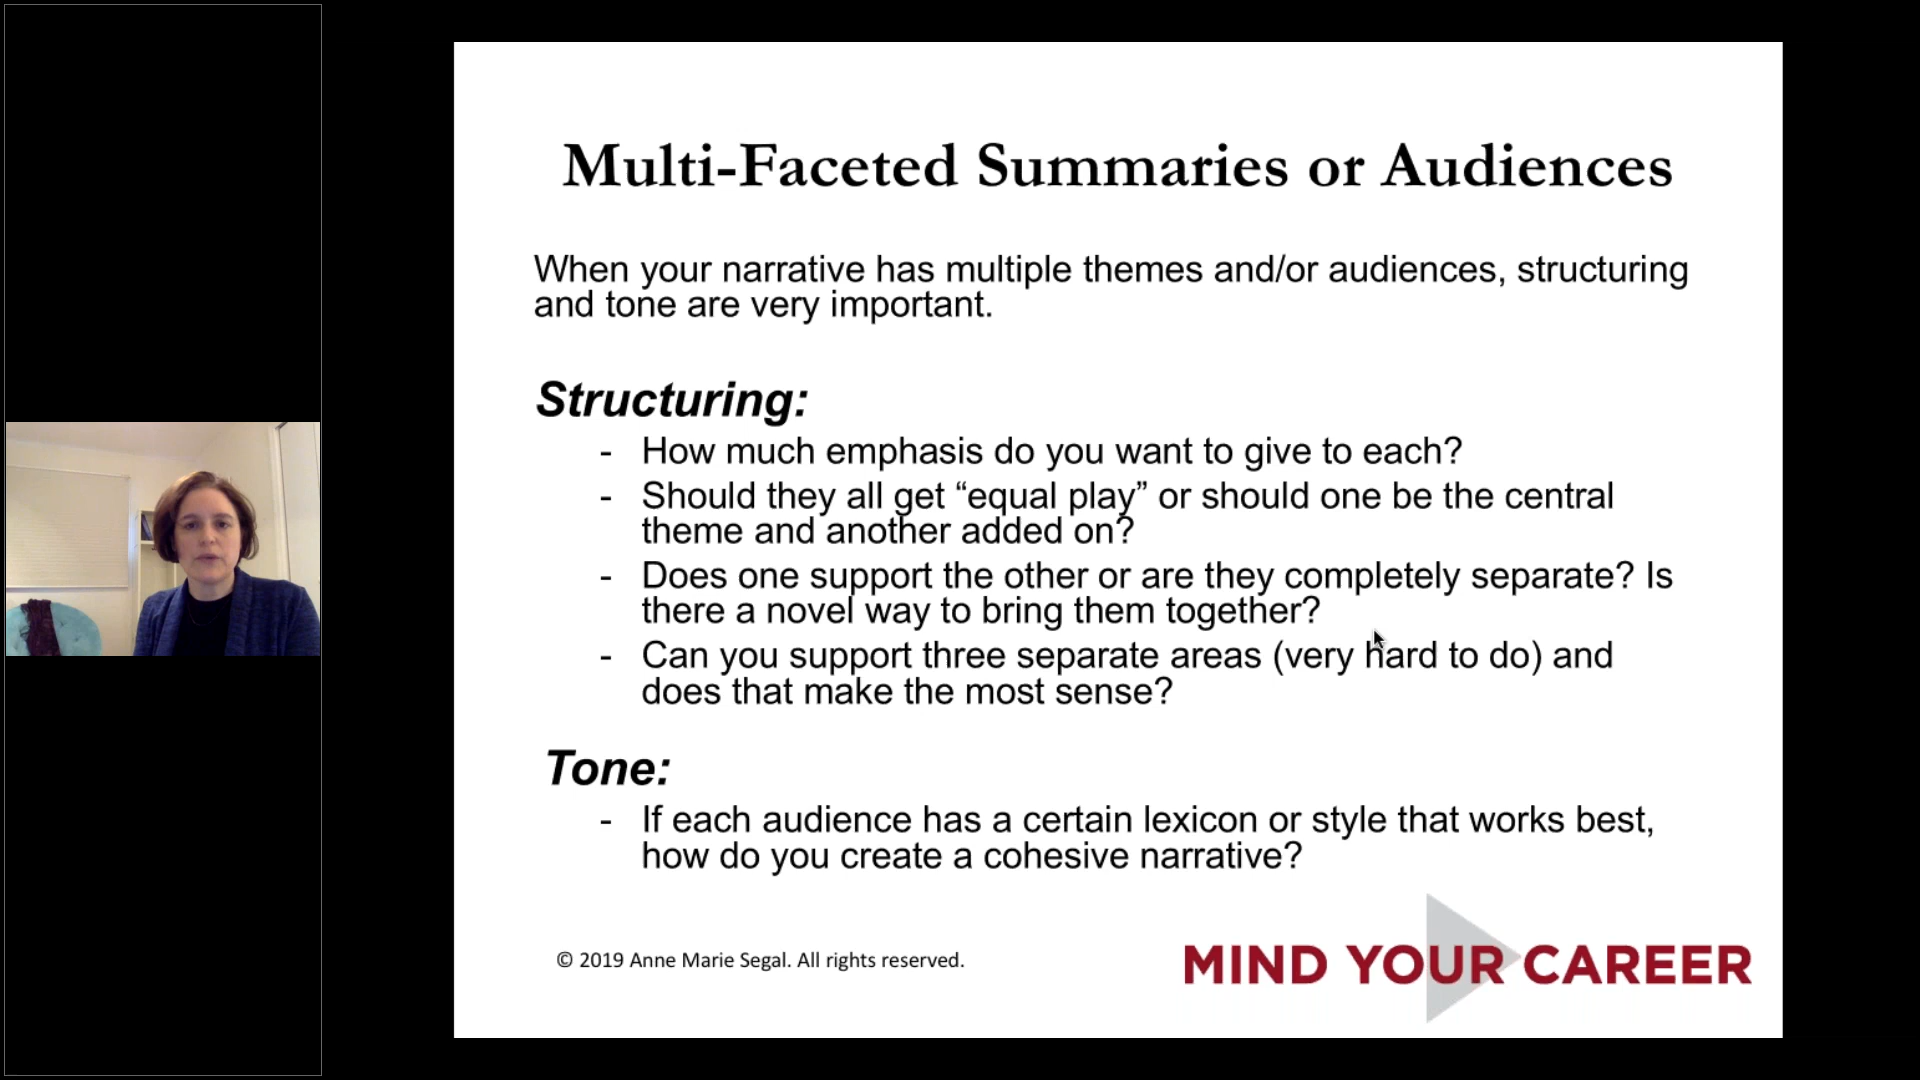 Multi-Faceted Summaries or Audiences
When your narrative has multiple themes and/or audiences, structuring
and tone are very important.
Structuring:
- How much emphasis do you want to give to each?
- Should they all get “equal play” or should one be the central
theme and another added on?
- Does one support the other or are they completely separate? Is
there a novel way to bring them together?
- Can you support three separate areas (very hard to do) and
does that make the most sense?
Tone:
- If each audience has a certain lexicon or style that works best,
how do you create a cohesive narrative?
© 2019 Anne Marie Segal. All rights reserved.
MIND YOUR CAREER